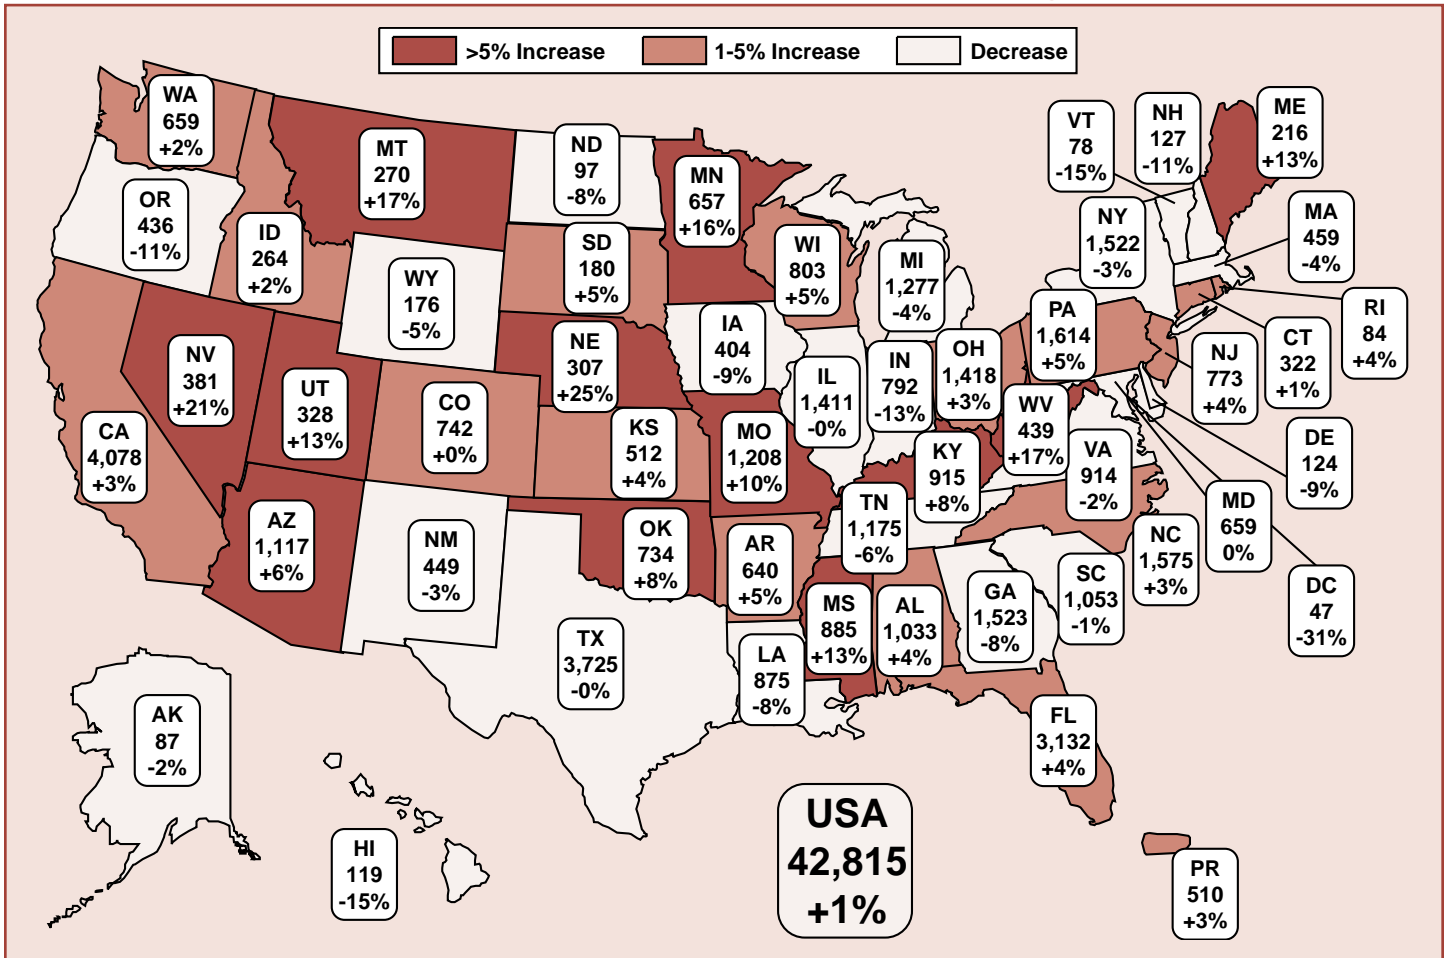 >5% Increase
1-5% Increase
Decrease
WA
659
+2%
MT
270
+17%
ND
97
-8%
MN
657
+16%
VT
78
-15%
NH
127
-11%
ME
216
+13%
OR
436
-11%
ID
264
+2%
WY
176
-5%
SD
180
+5%
WI
803
+5%
MI
1,277
-4%
NY
1,522
-3%
MA
459
-4%
RI
84
+4%
CT
322
+1%
NJ
773
+4%
PA
1,614
+5%
NV
381
+21%
UT
328
+13%
CO
742
+0%
NE
307
+25%
IA
404
-9%
IL
1,411
-0%
IN
792
-13%
OH
1,418
+3%
WV
439
+17%
VA
914
-2%
DE
124
-9%
MD
659
0%
DC
47
-31%
CA
4,078
+3%
KS
512
+4%
MO
1,208
+10%
KY
915
+8%
AZ
1,117
+6%
NM
449
-3%
OK
734
+8%
AR
640
+5%
TN
1,175
-6%
NC
1,575
+3%
SC
1,053
-1%
TX
3,725
-0%
LA
875
-8%
MS
885
+13%
AL
1,033
+4%
GA
1,523
-8%
FL
3,132
+4%
AK
87
-2%
HI
119
-15%
USA
42,815
+1%
PR
510
+3%